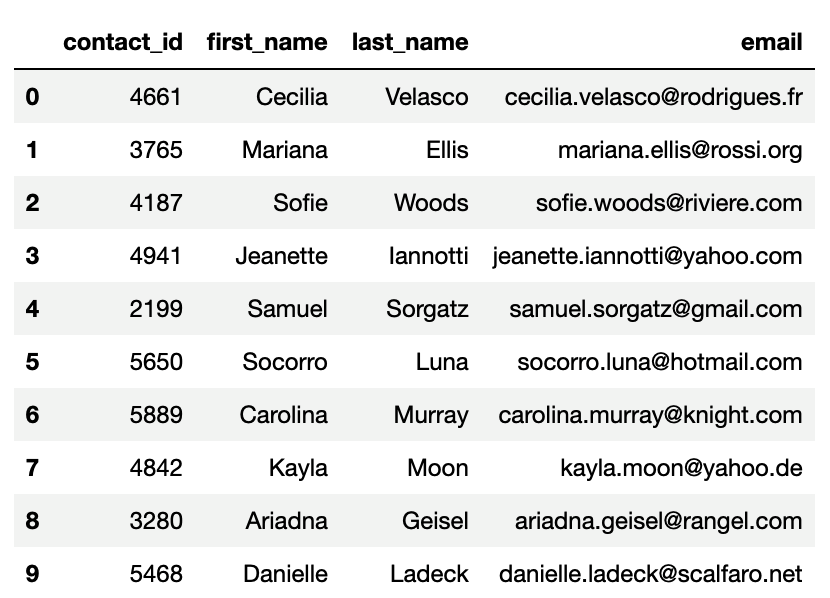 contact_id first_name last_name email
0 4661 Cecilia Velasco cecilia.velasco@rodrigues.fr
1 3765 Mariana Ellis mariana.ellis@rossi.org
2 4187 Sofie Woods sofie.woods@riviere.com
3 4941 Jeanette Iannotti jeanette.iannotti@yahoo.com
4 2199 Samuel Sorgatz samuel.sorgatz@gmail.com
5 5650 Socorro Luna socorro.luna@hotmail.com
6 5889 Carolina Murray carolina.murray@knight.com
7 4842 Kayla Moon kayla.moon@yahoo.de
8 3280 Ariadna Geisel ariadna.geisel@rangel.com
9 5468 Danielle Ladeck danielle.ladeck@scalfaro.net